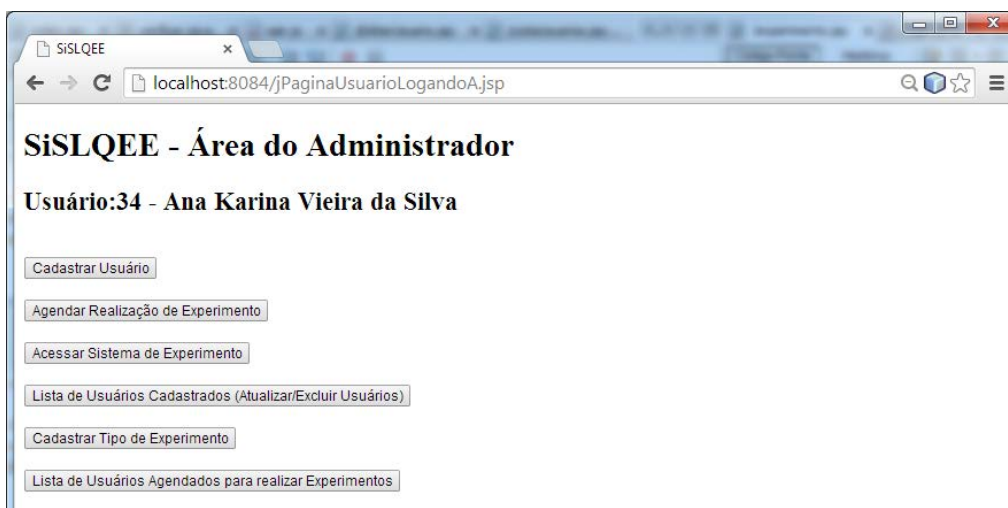 SiSLQEE
localhost:8084/jPaginaUsuarioLogandoA.jsp
SiSLQEE - Área do Administrador
Usuário:34 - Ana Karina Vieira da Silva
Cadastrar Usuário
Agendar Realização de Experimento
Acessar Sistema de Experimento
Lista de Usuários Cadastrados (Atualizar/Excluir Usuários)
Cadastrar Tipo de Experimento
Lista de Usuários Agendados para realizar Experimentos